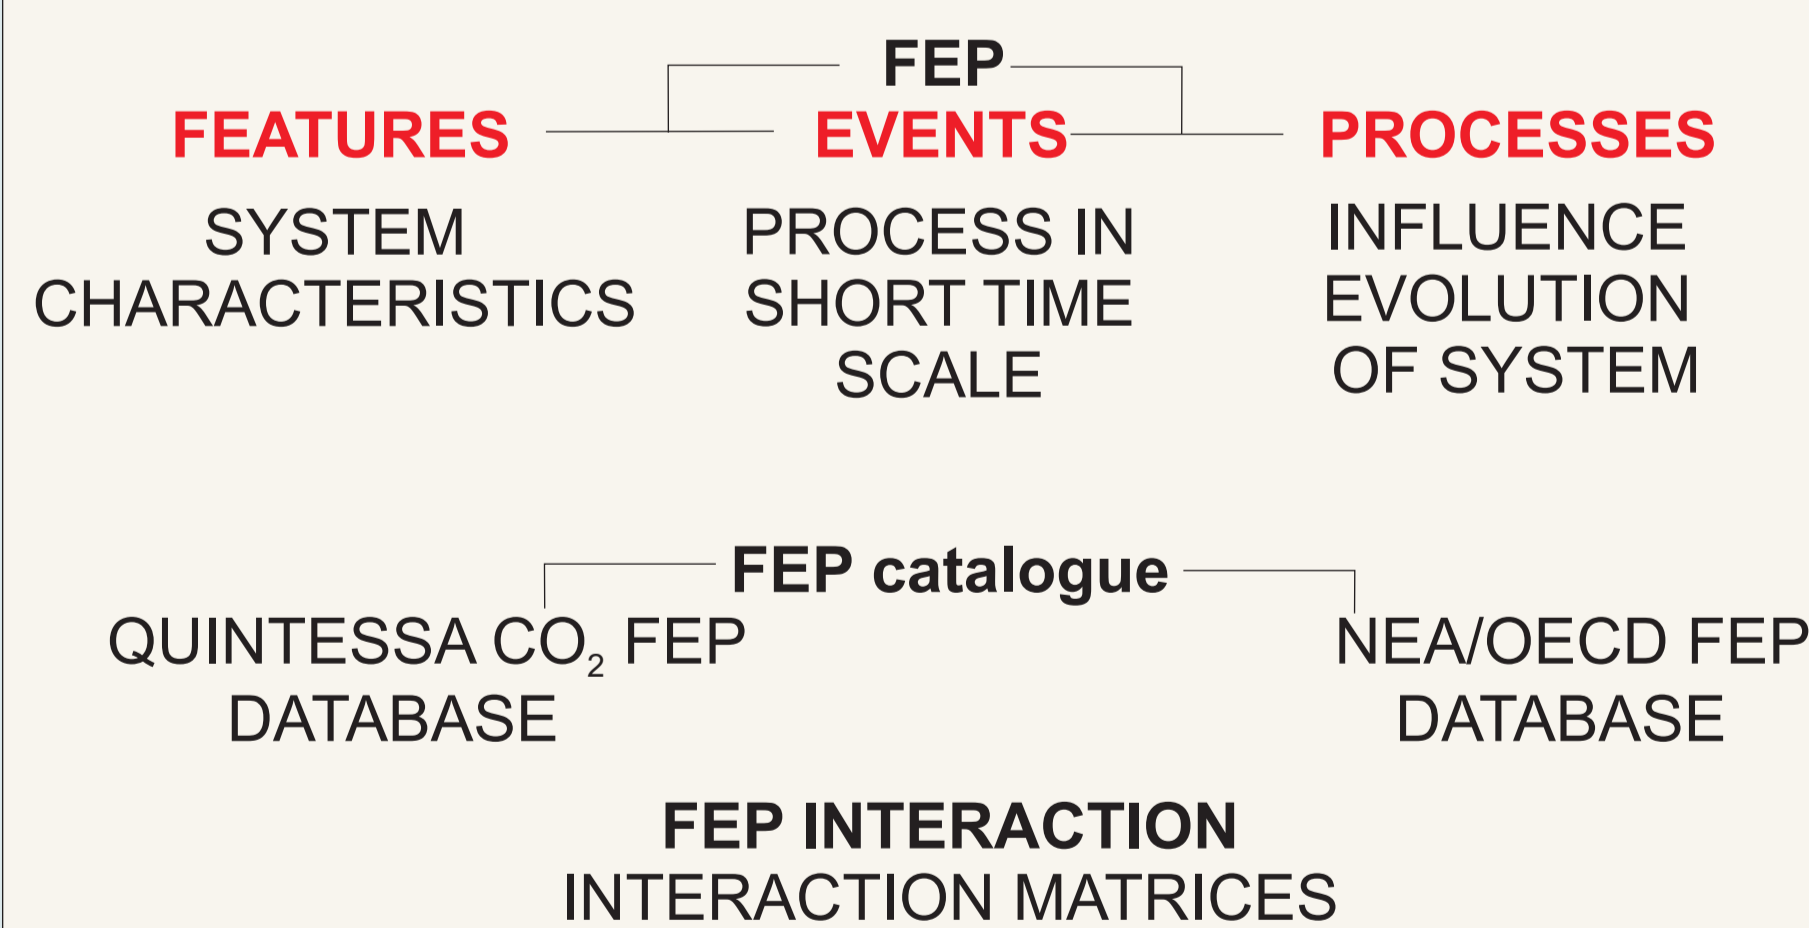 FEP
FEATURES
EVENTS
PROCESSES
SYSTEM
CHARACTERISTICS
PROCESS IN
SHORT TIME
SCALE
INFLUENCE
EVOLUTION
OF SYSTEM
FEP catalogue
QUINTESSA CO₂ FEP
DATABASE
NEA/OECD FEP
DATABASE
FEP INTERACTION
INTERACTION MATRICES